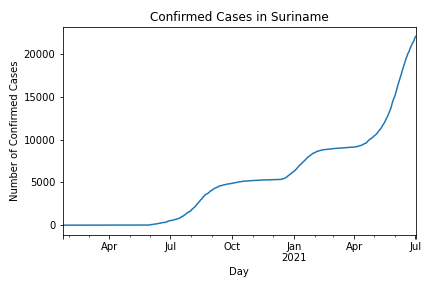 Confirmed Cases in Suriname
Number of Confirmed Cases
20000
15000
10000
5000
0
Apr
Jul
Oct
Jan
2021
Apr
Jul
Day